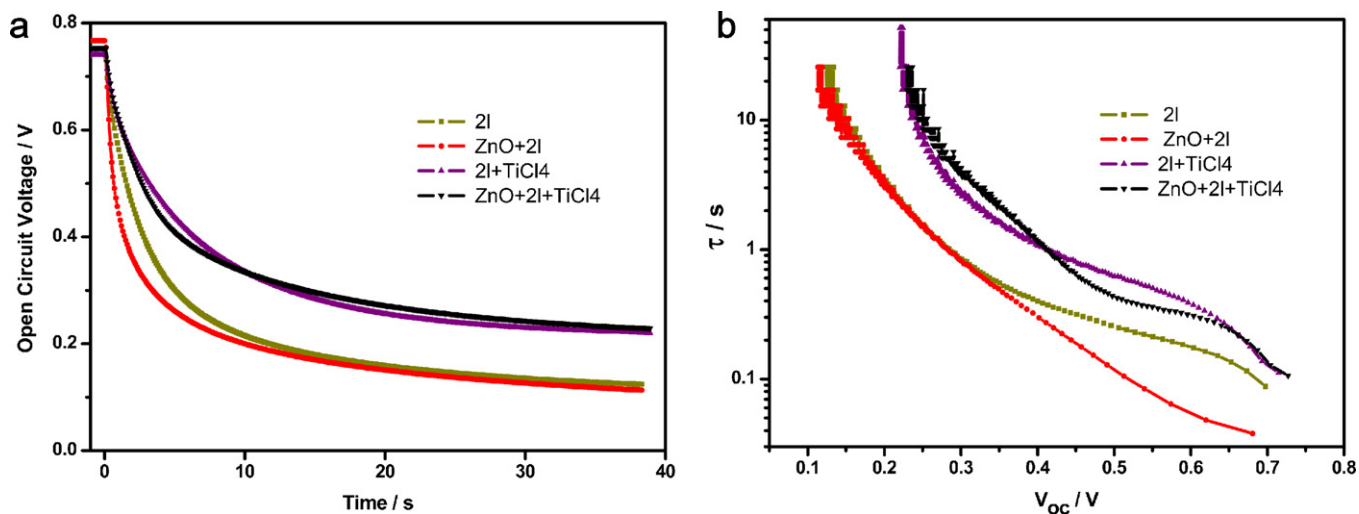 a
Open Circuit Voltage / V
0.8
0.6
0.4
0.2
0.0
0
10
20
30
40
Time / s
2I
ZnO+2I
2I+TiCl4
ZnO+2I+TiCl4
b
τ / s
10
1
0.1
0.1
0.2
0.3
0.4
0.5
0.6
0.7
0.8
Voc / V
2I
ZnO+2I
2I+TiCl4
ZnO+2I+TiCl4